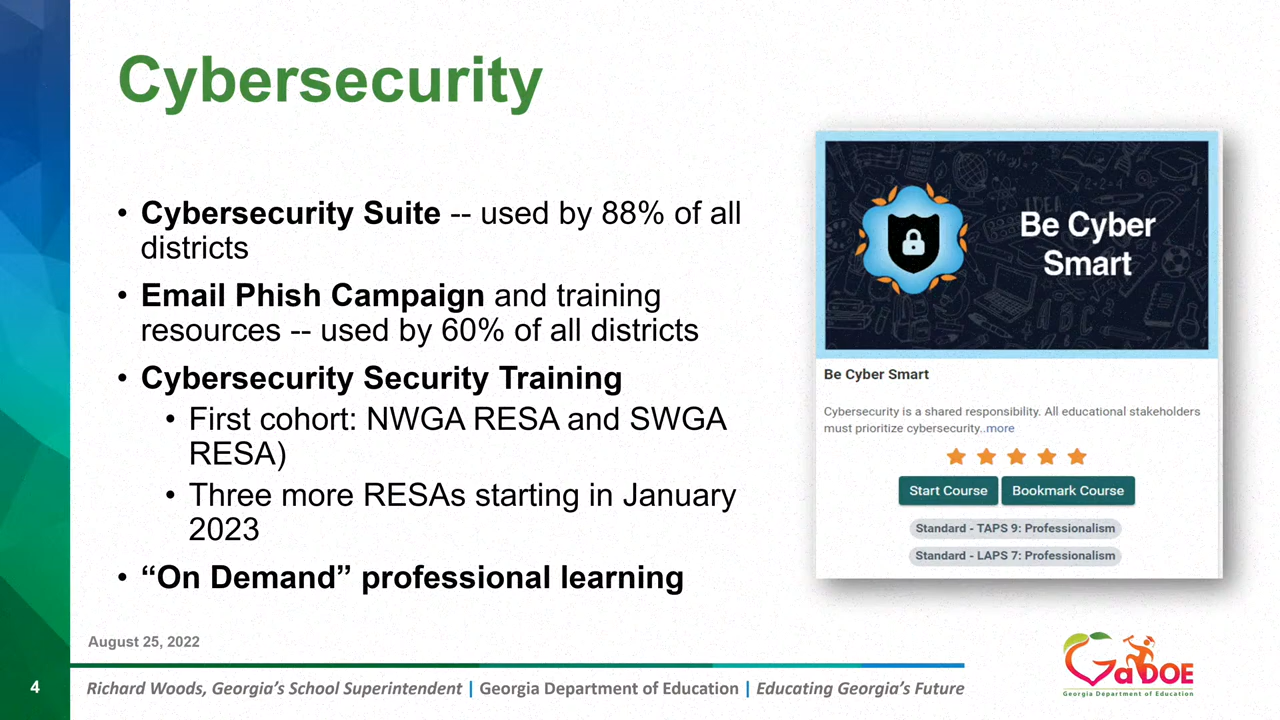 Cybersecurity
• Cybersecurity Suite -- used by 88% of all
districts
• Email Phish Campaign and training
resources -- used by 60% of all districts
• Cybersecurity Security Training
• First cohort: NWGA RESA and SWGA
RESA)
• Three more RESAs starting in January
2023
• “On Demand” professional learning
Be Cyber
Smart
Be Cyber Smart
Cybersecurity is a shared responsibility. All educational stakeholders
must prioritize cybersecurity..more
Start Course Bookmark Course
Standard - TAPS 9: Professionalism
Standard - LAPS 7: Professionalism
August 25, 2022
4
Richard Woods, Georgia’s School Superintendent | Georgia Department of Education | Educating Georgia’s Future
GaDOE
Georgia Department of Education